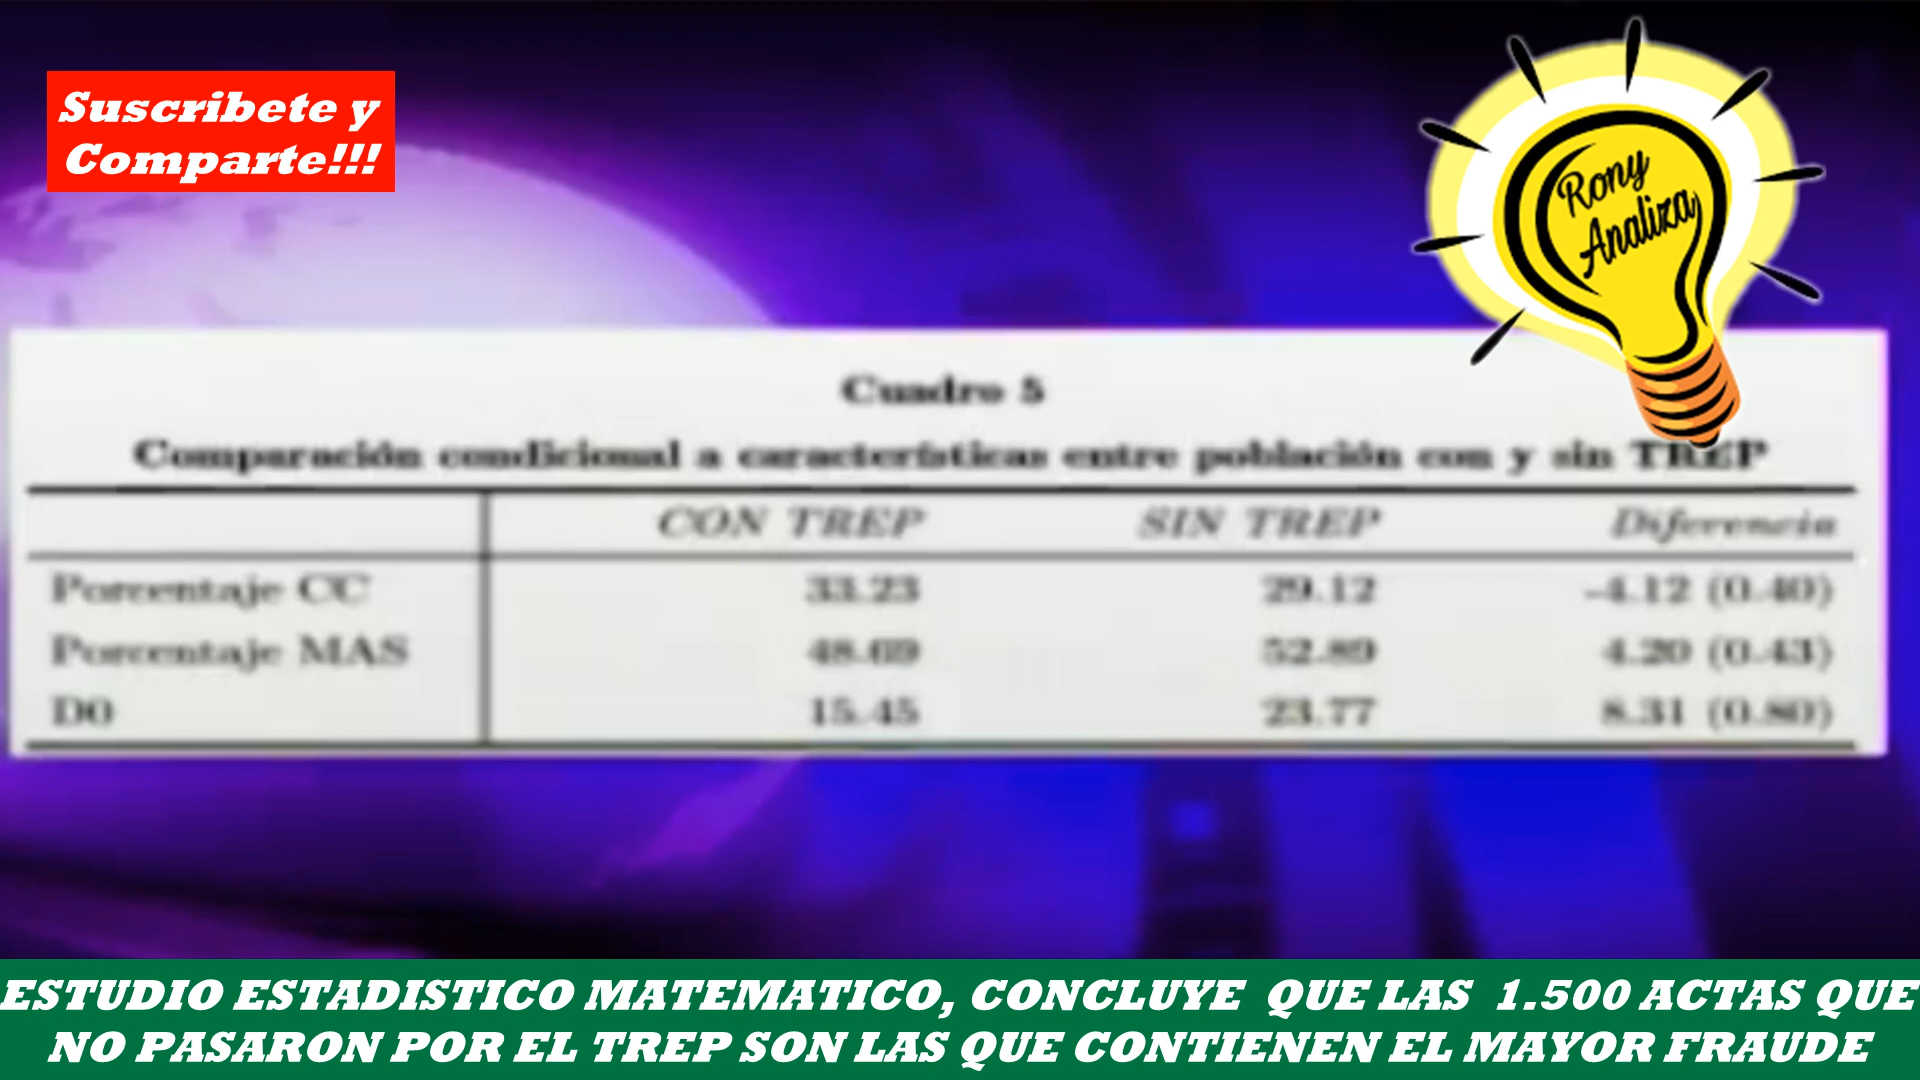 Suscribete y
Comparte!!!
Rony
Analiza
Cuadro 5
Comparación condicional a características entre población con y sin TREP
CON TREP SIN TREP Diferencia
Porcentaje CC 33.23 29.12 -4.12 (0.40)
Porcentaje MAS 48.69 52.89 4.20 (0.43)
D0 15.45 23.77 8.31 (0.80)
ESTUDIO ESTADISTICO MATEMATICO, CONCLUYE QUE LAS 1.500 ACTAS QUE
NO PASARON POR EL TREP SON LAS QUE CONTIENEN EL MAYOR FRAUDE